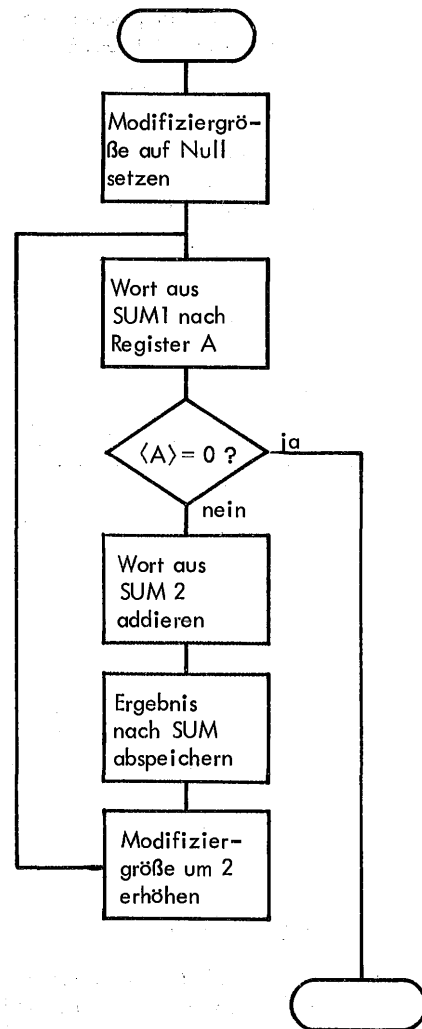 Modifiziergrö-
ße auf Null
setzen
Wort aus
SUM1 nach
Register A
⟨A⟩ = 0 ?
ja
nein
Wort aus
SUM 2
addieren
Ergebnis
nach SUM
abspeichern
Modifizier-
größe um 2
erhöhen